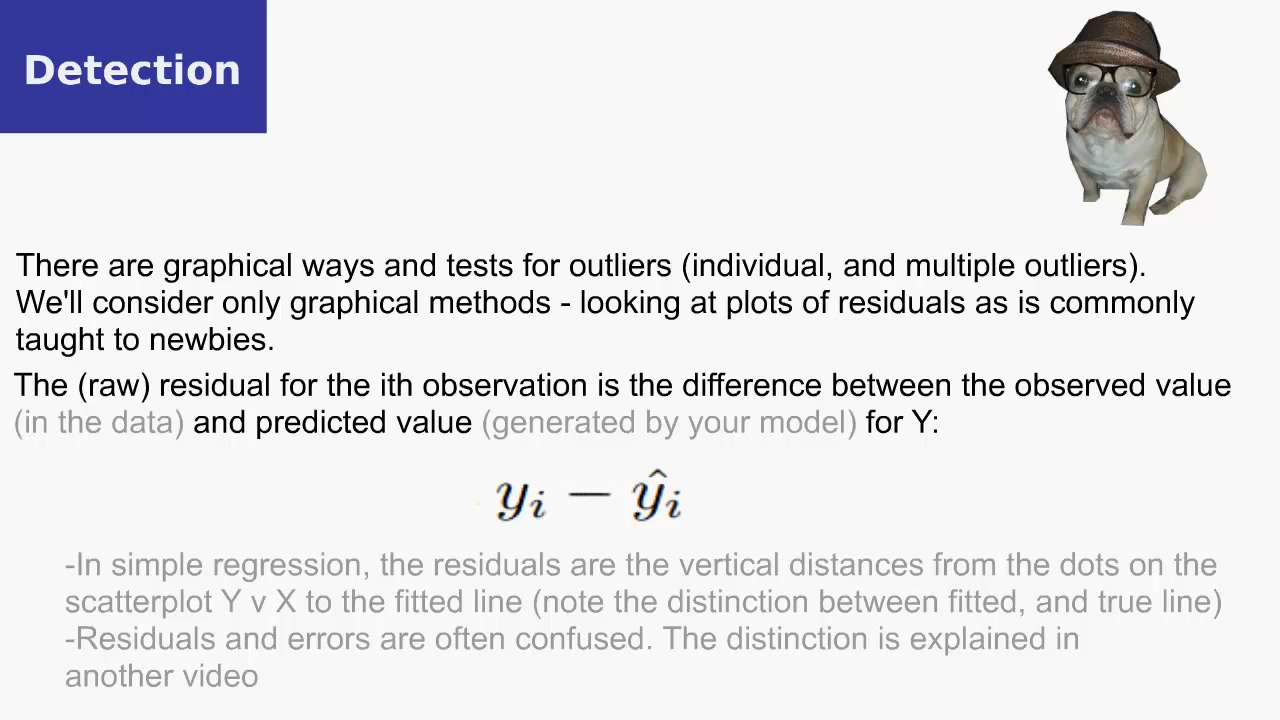 Detection
There are graphical ways and tests for outliers (individual, and multiple outliers).
We'll consider only graphical methods - looking at plots of residuals as is commonly
taught to newbies.
The (raw) residual for the ith observation is the difference between the observed value
(in the data) and predicted value (generated by your model) for Y:
yᵢ − ŷᵢ
-In simple regression, the residuals are the vertical distances from the dots on the
scatterplot Y v X to the fitted line (note the distinction between fitted, and true line)
-Residuals and errors are often confused. The distinction is explained in
another video